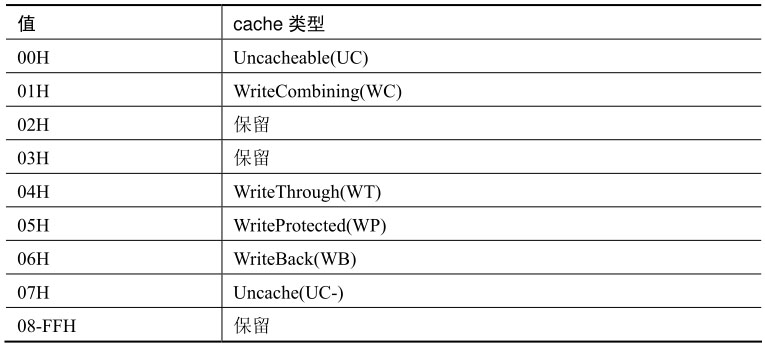 值 cache 类型
00H Uncacheable(UC)
01H WriteCombining(WC)
02H 保留
03H 保留
04H WriteThrough(WT)
05H WriteProtected(WP)
06H WriteBack(WB)
07H Uncache(UC-)
08-FFH 保留